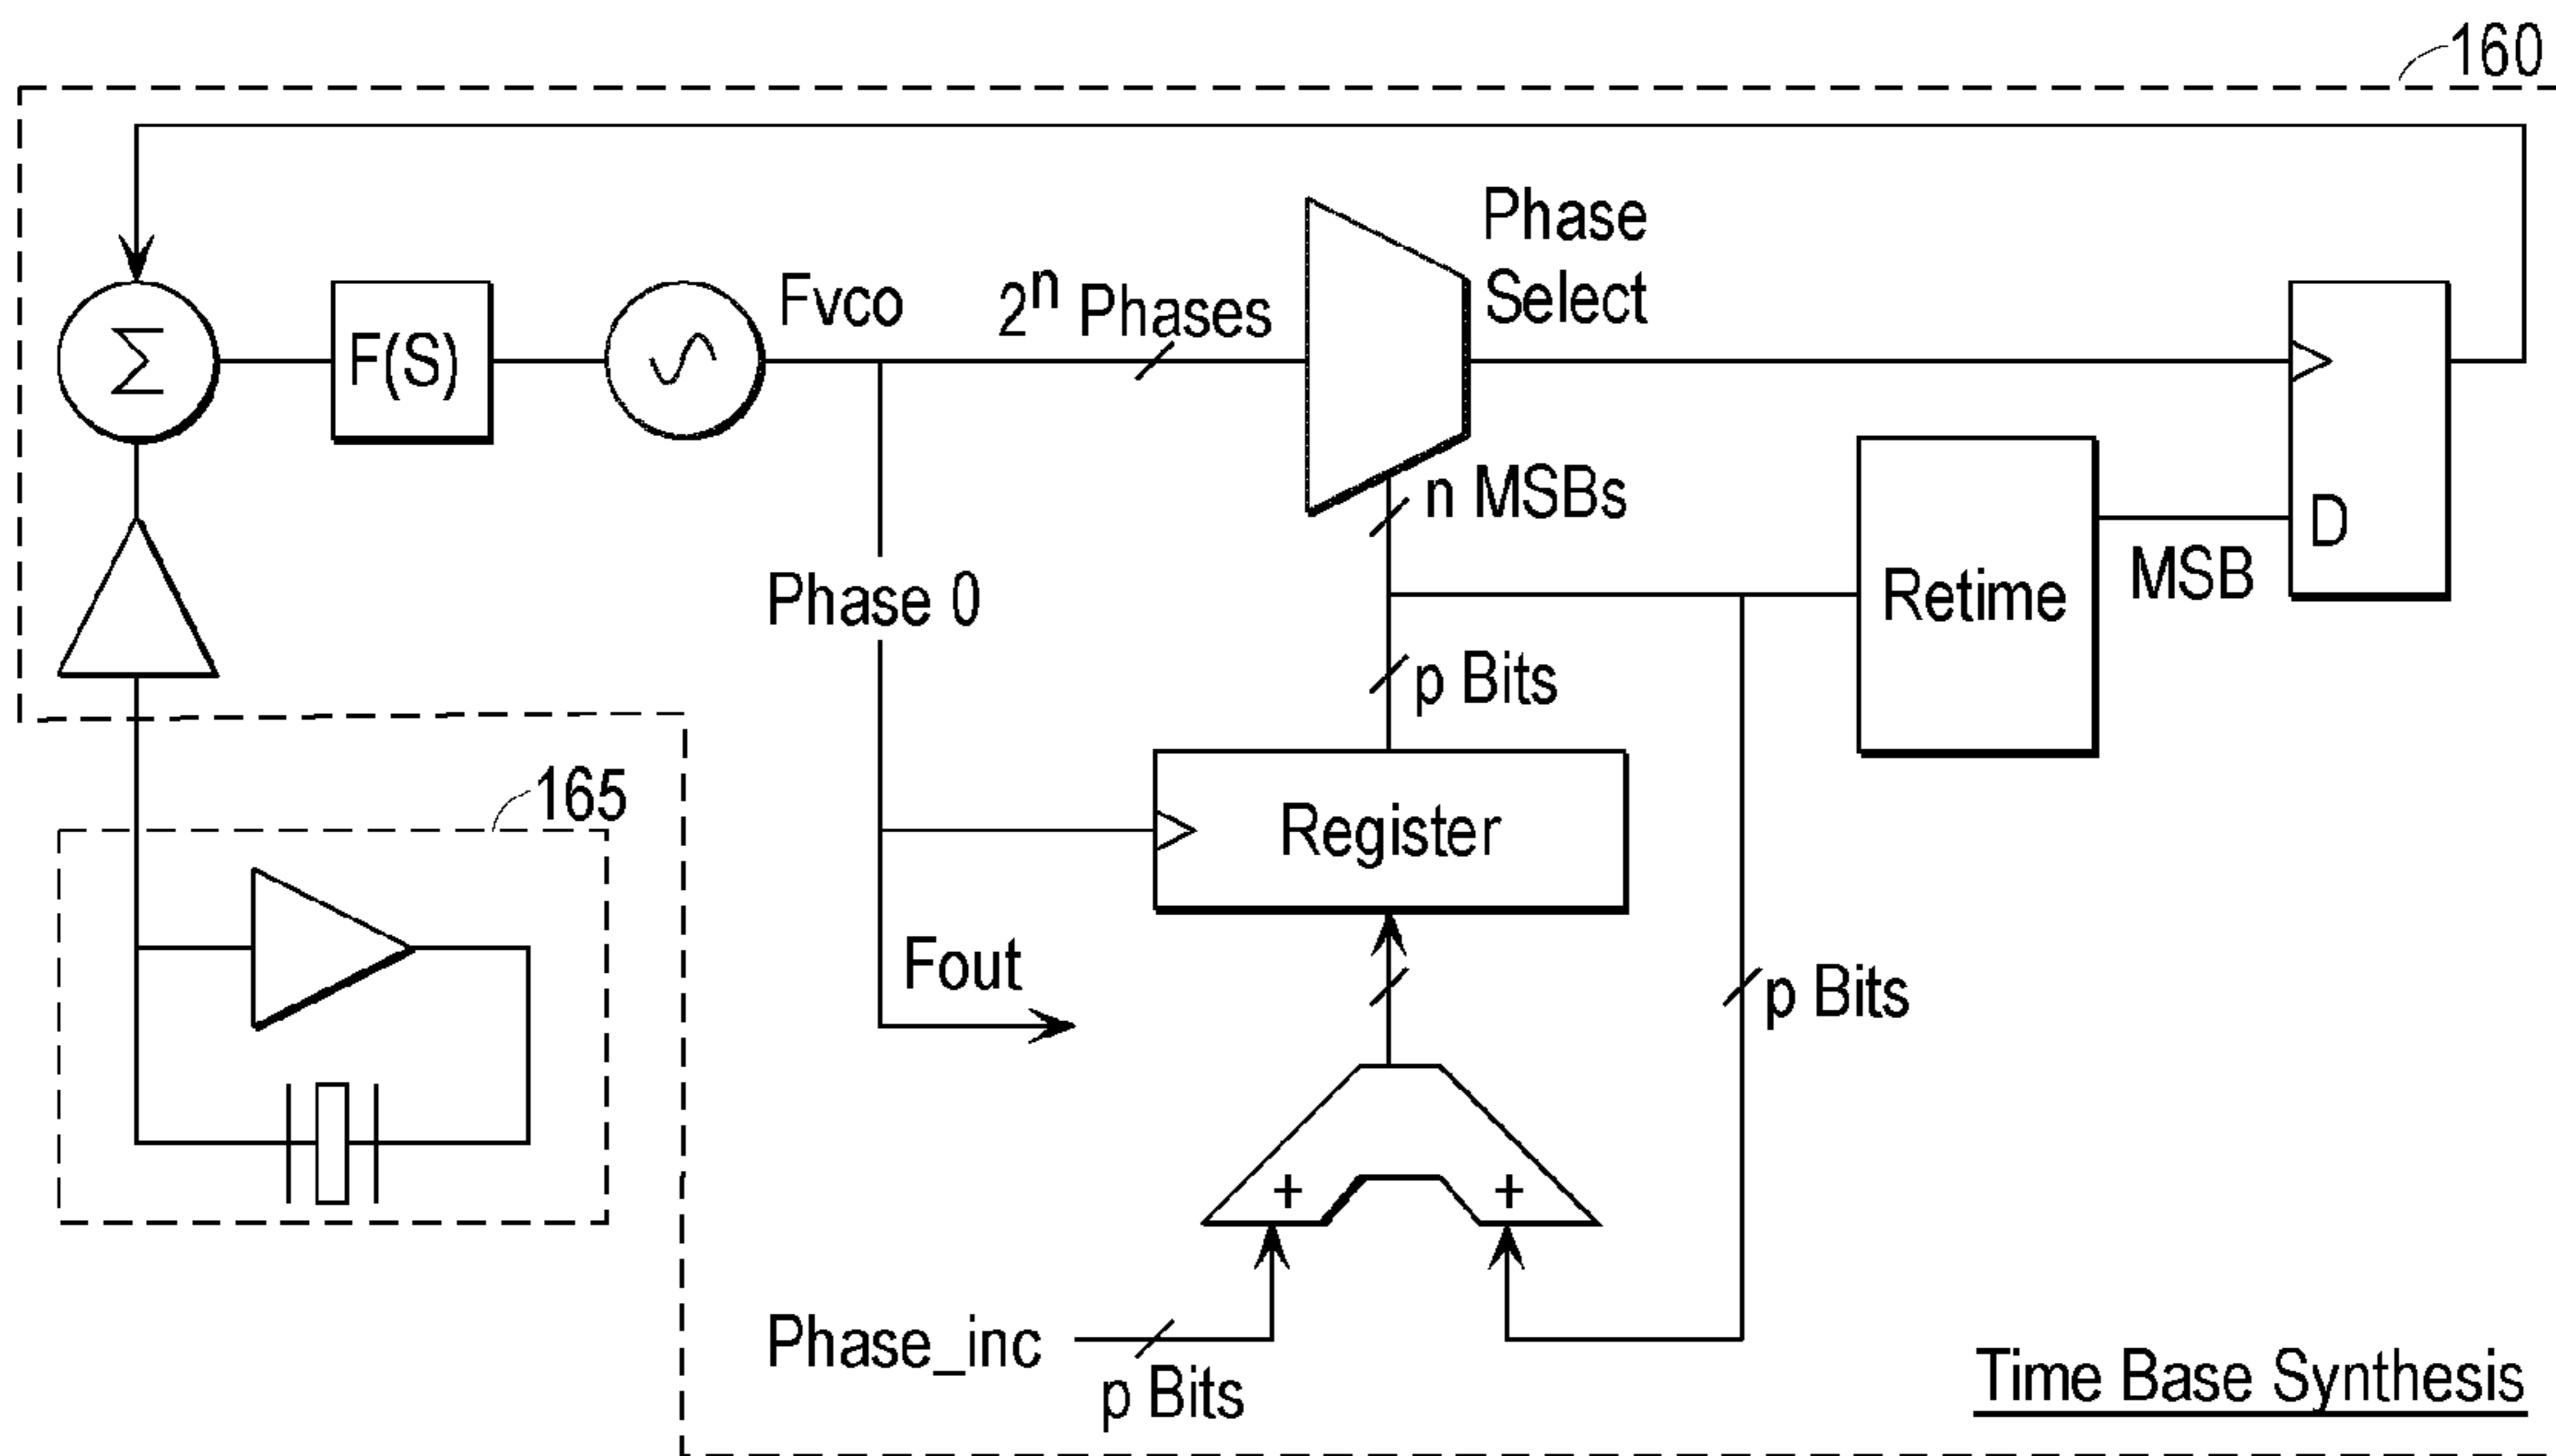 160
Phase
Select
Fvco
2ⁿ Phases
Σ
F(S)
n MSBs
D
Retime
MSB
Phase 0
p Bits
165
Register
Fout
p Bits
+
+
Phase_inc
p Bits
Time Base Synthesis